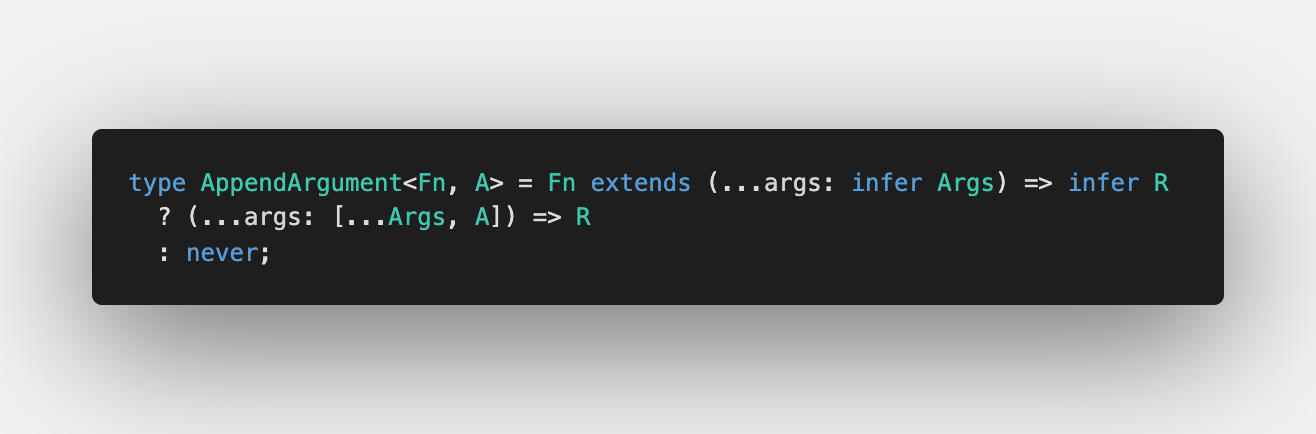 type AppendArgument<Fn, A> = Fn extends (...args: infer Args) => infer R
  ? (...args: [...Args, A]) => R
  : never;